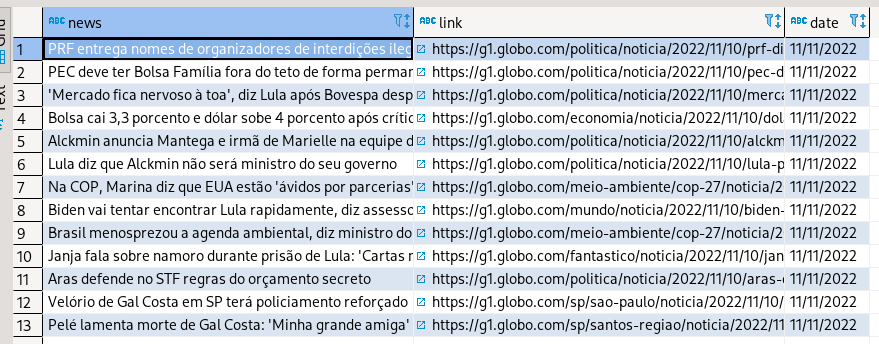 ABC news ABC link ABC date
1 PRF entrega nomes de organizadores de interdições https://g1.globo.com/politica/noticia/2022/11/10/prf-di 11/11/2022
2 PEC deve ter Bolsa Família fora do teto de forma https://g1.globo.com/politica/noticia/2022/11/10/pec-d 11/11/2022
3 'Mercado fica nervoso à toa', diz Lula após Bovespa desp https://g1.globo.com/politica/noticia/2022/11/10/merca 11/11/2022
4 Bolsa cai 3,3 porcento e dólar sobe 4 porcento após crític https://g1.globo.com/economia/noticia/2022/11/10/dol 11/11/2022
5 Alckmin anuncia Mantega e irmã de Marielle na equipe d https://g1.globo.com/politica/noticia/2022/11/10/alckm 11/11/2022
6 Lula diz que Alckmin não será ministro do seu governo https://g1.globo.com/politica/noticia/2022/11/10/lula-p 11/11/2022
7 Na COP, Marina diz que EUA estão 'ávidos por parcerias' https://g1.globo.com/meio-ambiente/cop-27/noticia/2 11/11/2022
8 Biden vai tentar encontrar Lula rapidamente, diz assesso https://g1.globo.com/mundo/noticia/2022/11/10/biden- 11/11/2022
9 Brasil menosprezou a agenda ambiental, diz ministro do https://g1.globo.com/meio-ambiente/cop-27/noticia/2 11/11/2022
10 Janja fala sobre namoro durante prisão de Lula: 'Cartas r https://g1.globo.com/fantastico/noticia/2022/11/10/jan 11/11/2022
11 Aras defende no STF regras do orçamento secreto https://g1.globo.com/politica/noticia/2022/11/10/aras- 11/11/2022
12 Velório de Gal Costa em SP terá policiamento reforçado https://g1.globo.com/sp/sao-paulo/noticia/2022/11/10/ 11/11/2022
13 Pelé lamenta morte de Gal Costa: 'Minha grande amiga' https://g1.globo.com/sp/santos-regiao/noticia/2022/11 11/11/2022
Text